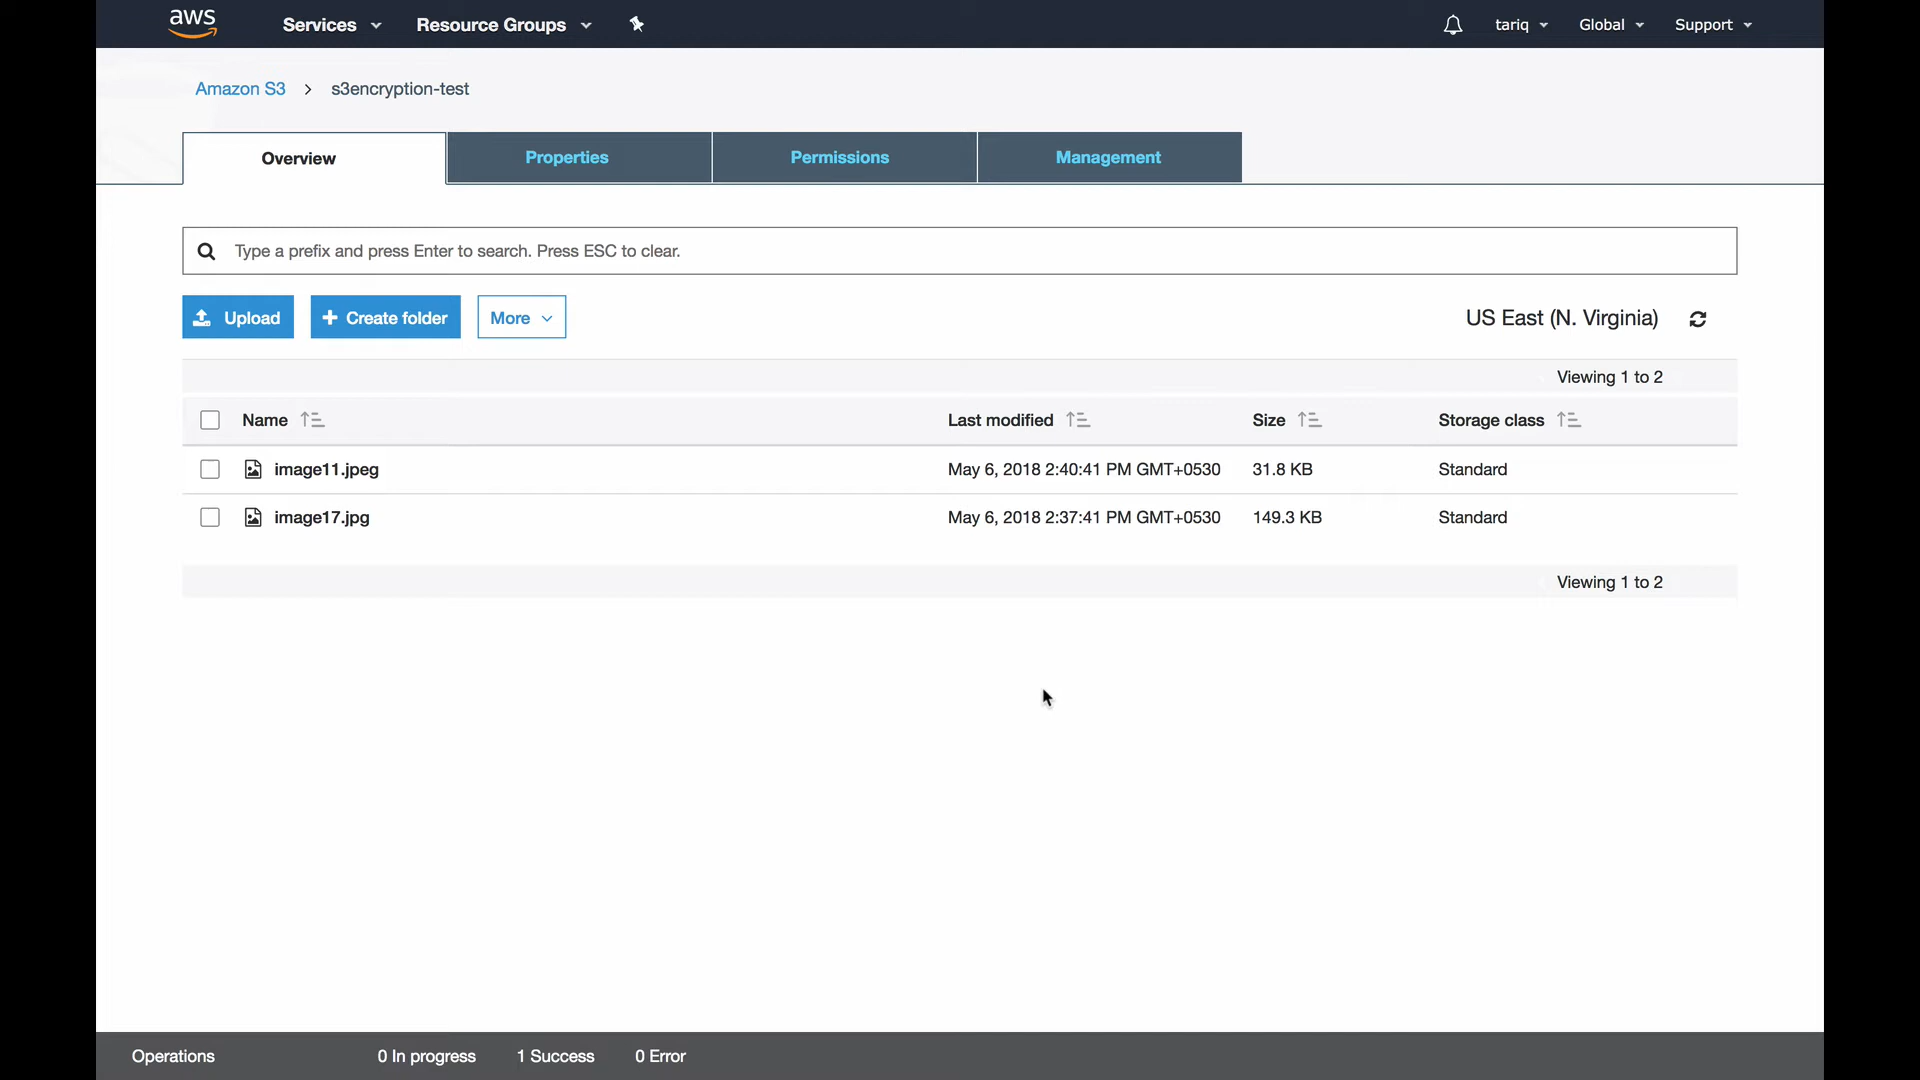 aws Services Resource Groups tariq Global Support
Amazon S3 > s3encryption-test
Overview Properties Permissions Management
Type a prefix and press Enter to search. Press ESC to clear.
Upload + Create folder More US East (N. Virginia)
Viewing 1 to 2
Name Last modified Size Storage class
image11.jpeg May 6, 2018 2:40:41 PM GMT+0530 31.8 KB Standard
image17.jpg May 6, 2018 2:37:41 PM GMT+0530 149.3 KB Standard
Viewing 1 to 2
Operations 0 In progress 1 Success 0 Error